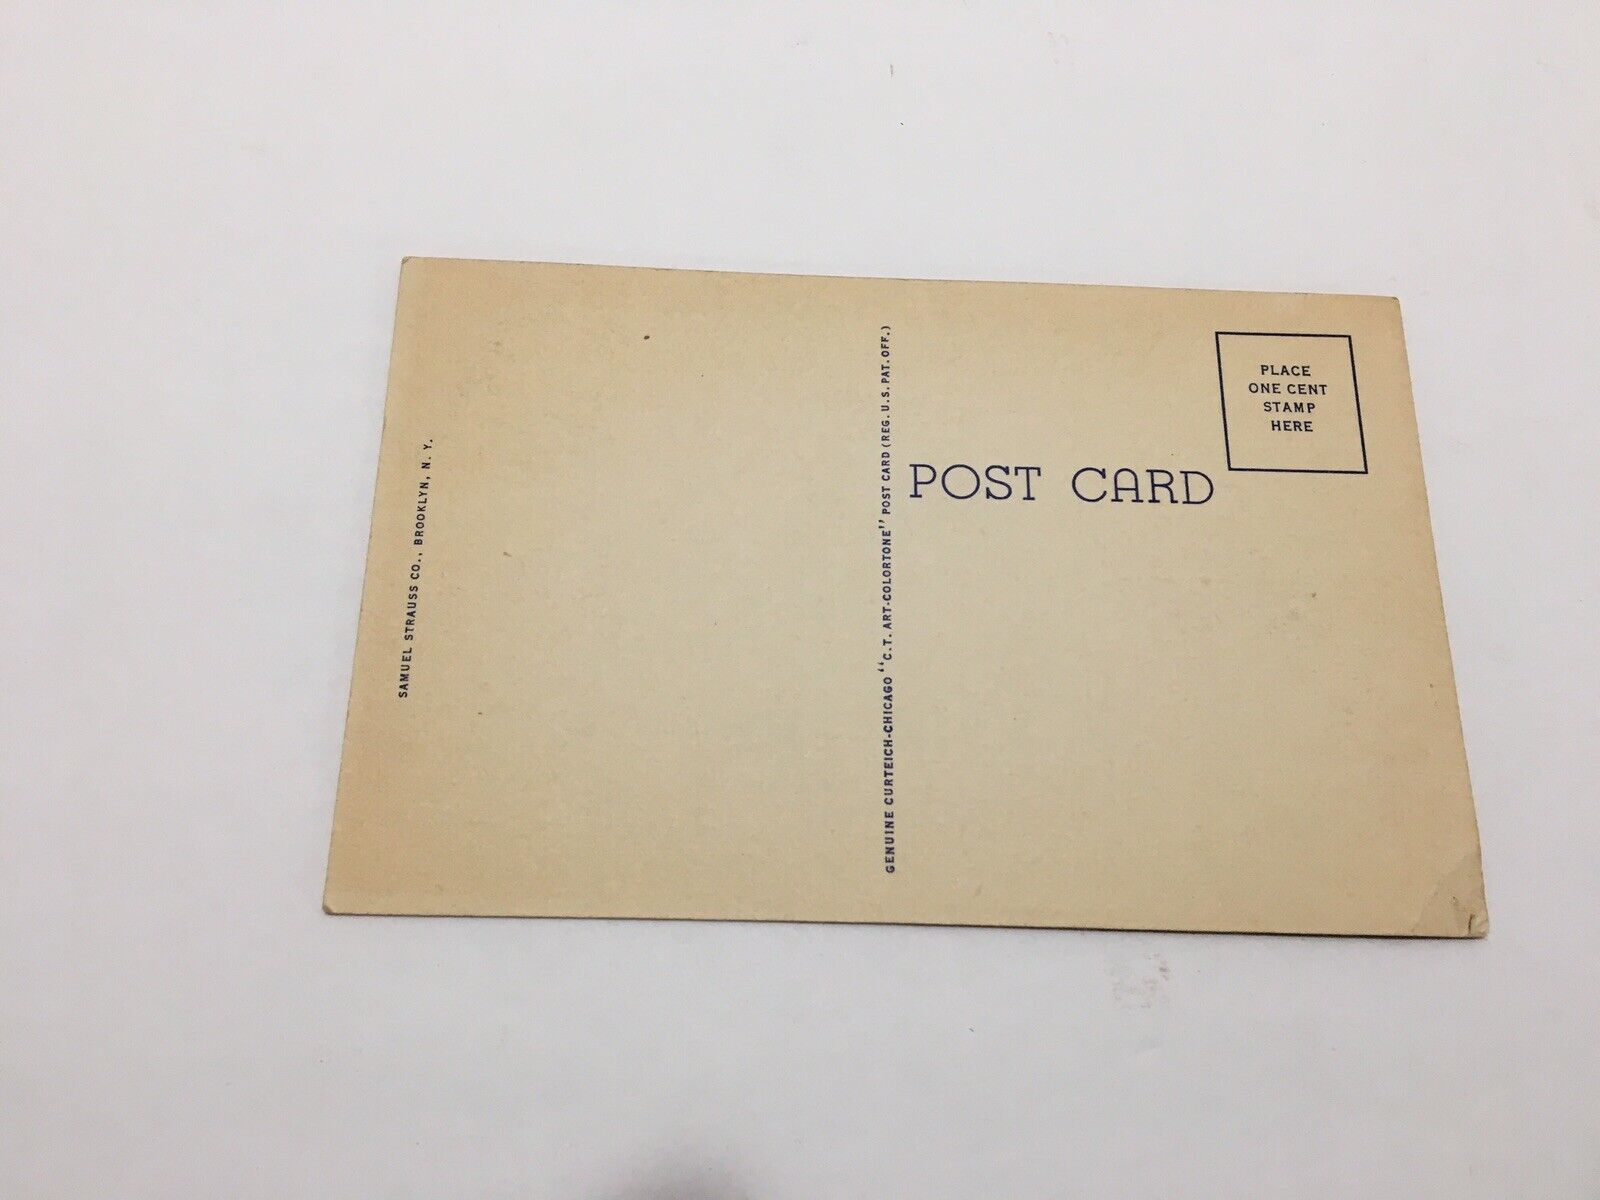 SAMUEL STRAUSS CO., BROOKLYN, N. Y.
GENUINE CURTEICH-CHICAGO "C.T. ART-COLORTONE" POST CARD (REG. U.S. PAT. OFF.)
POST CARD
PLACE
ONE CENT
STAMP
HERE